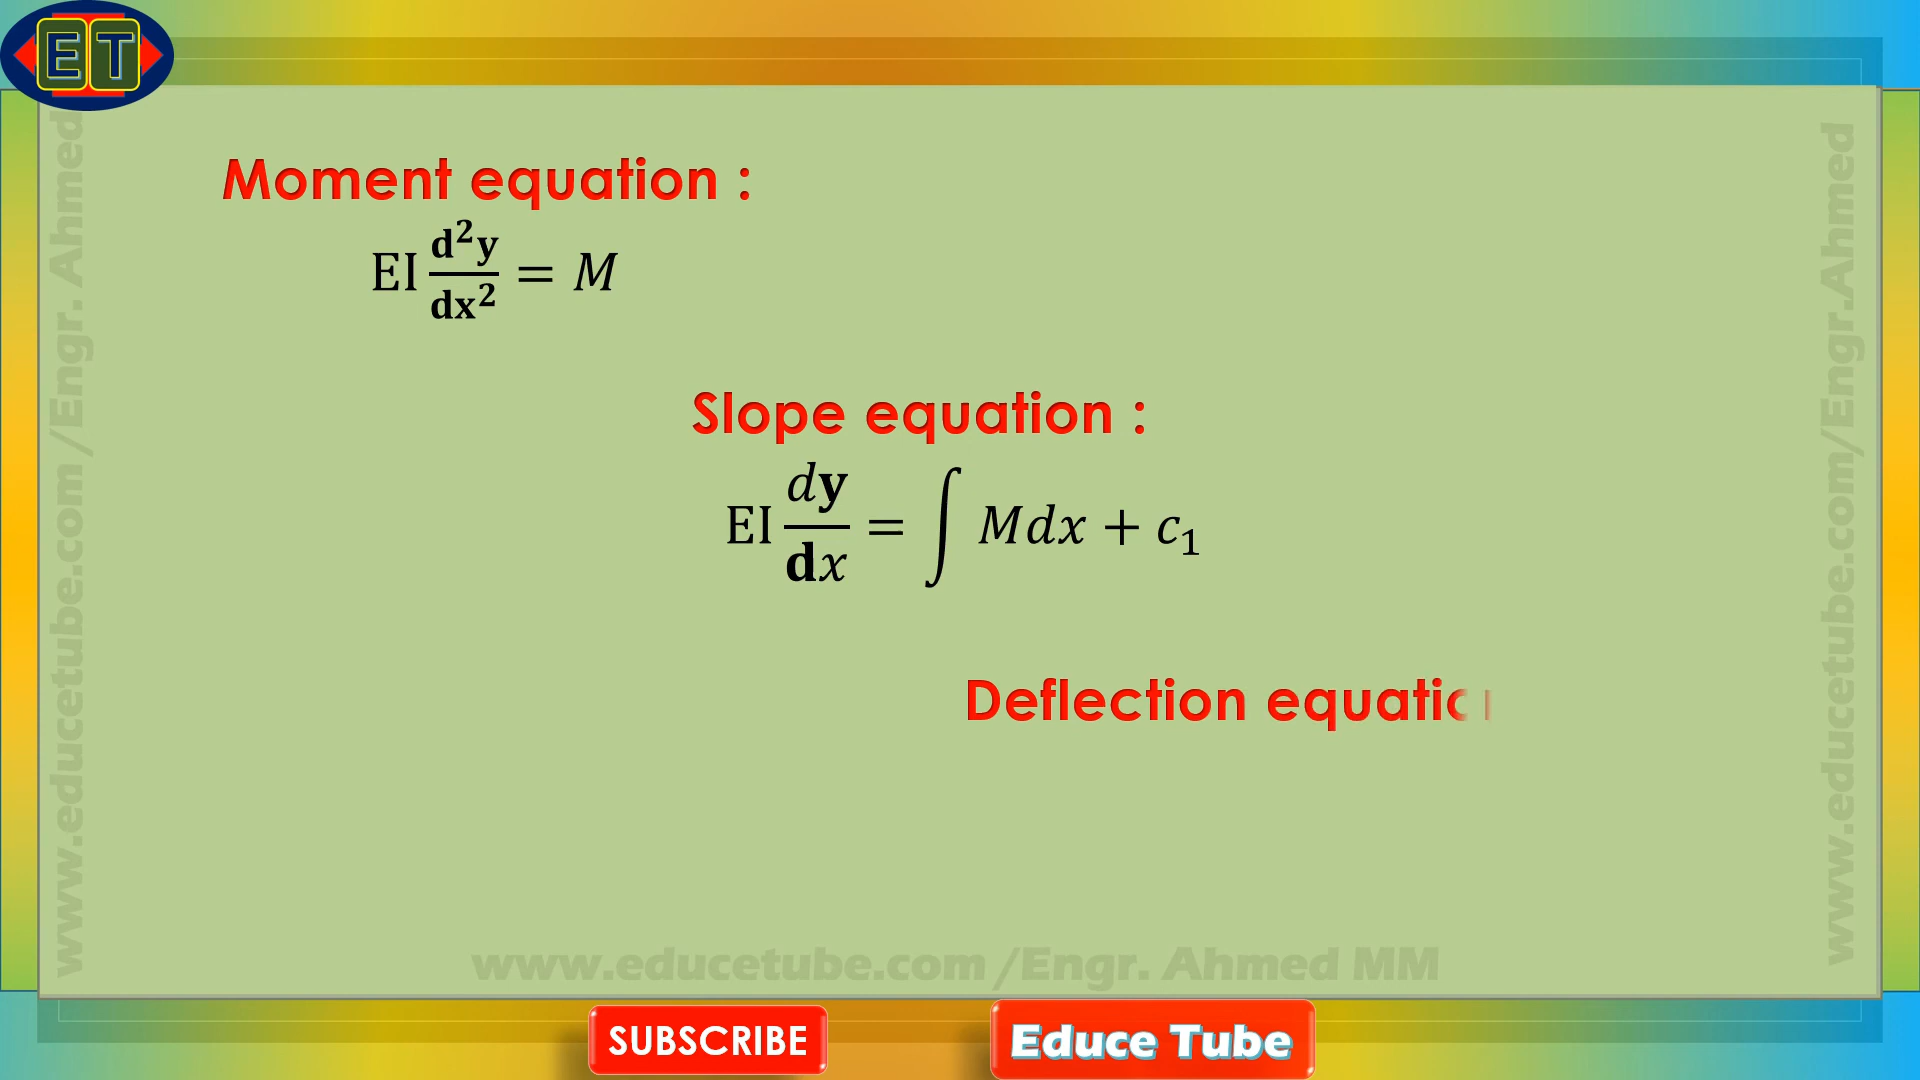 ET
Moment equation :
EI d²y/dx² = M
Slope equation :
EI dy/dx = ∫ Mdx + c₁
Deflection
www.educetube.com /Engr. Ahmed
www.educetube.com/Engr.Ahmed
www.educetube.com /Engr. Ahmed MM
SUBSCRIBE
Educe Tube